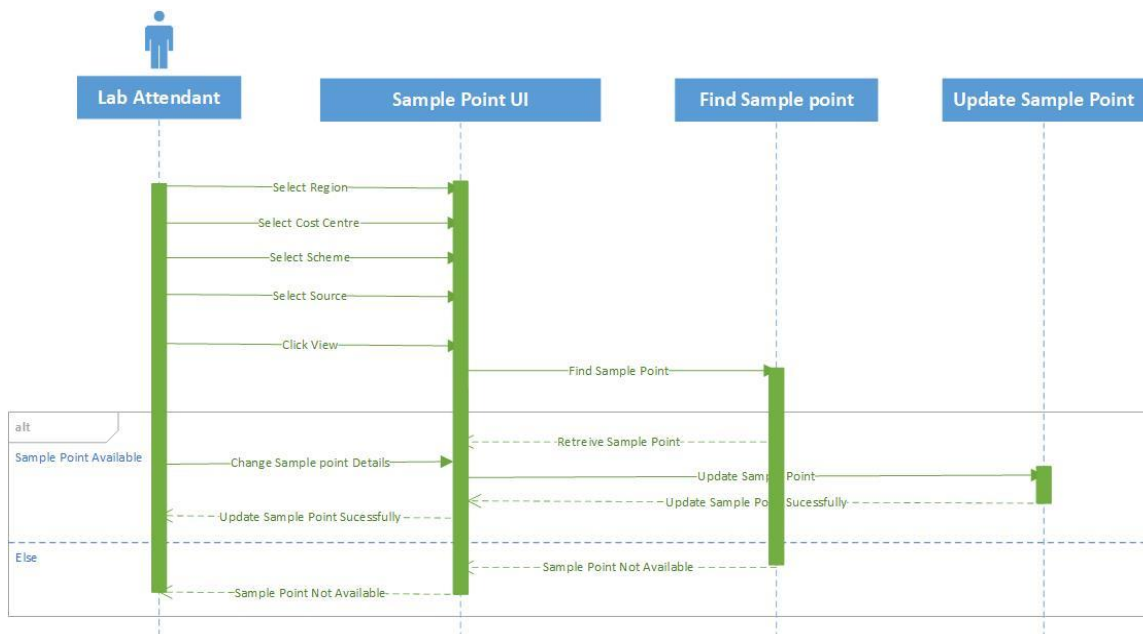 Lab Attendant
Sample Point UI
Find Sample point
Update Sample Point
Select Region
Select Cost Centre
Select Scheme
Select Source
Click View
Find Sample Point
alt
Retreive Sample Point
Sample Point Available
Change Sample point Details
Update Sample Point
Update Sample Point Sucessfully
Update Sample Point Sucessfully
Else
Sample Point Not Available
Sample Point Not Available